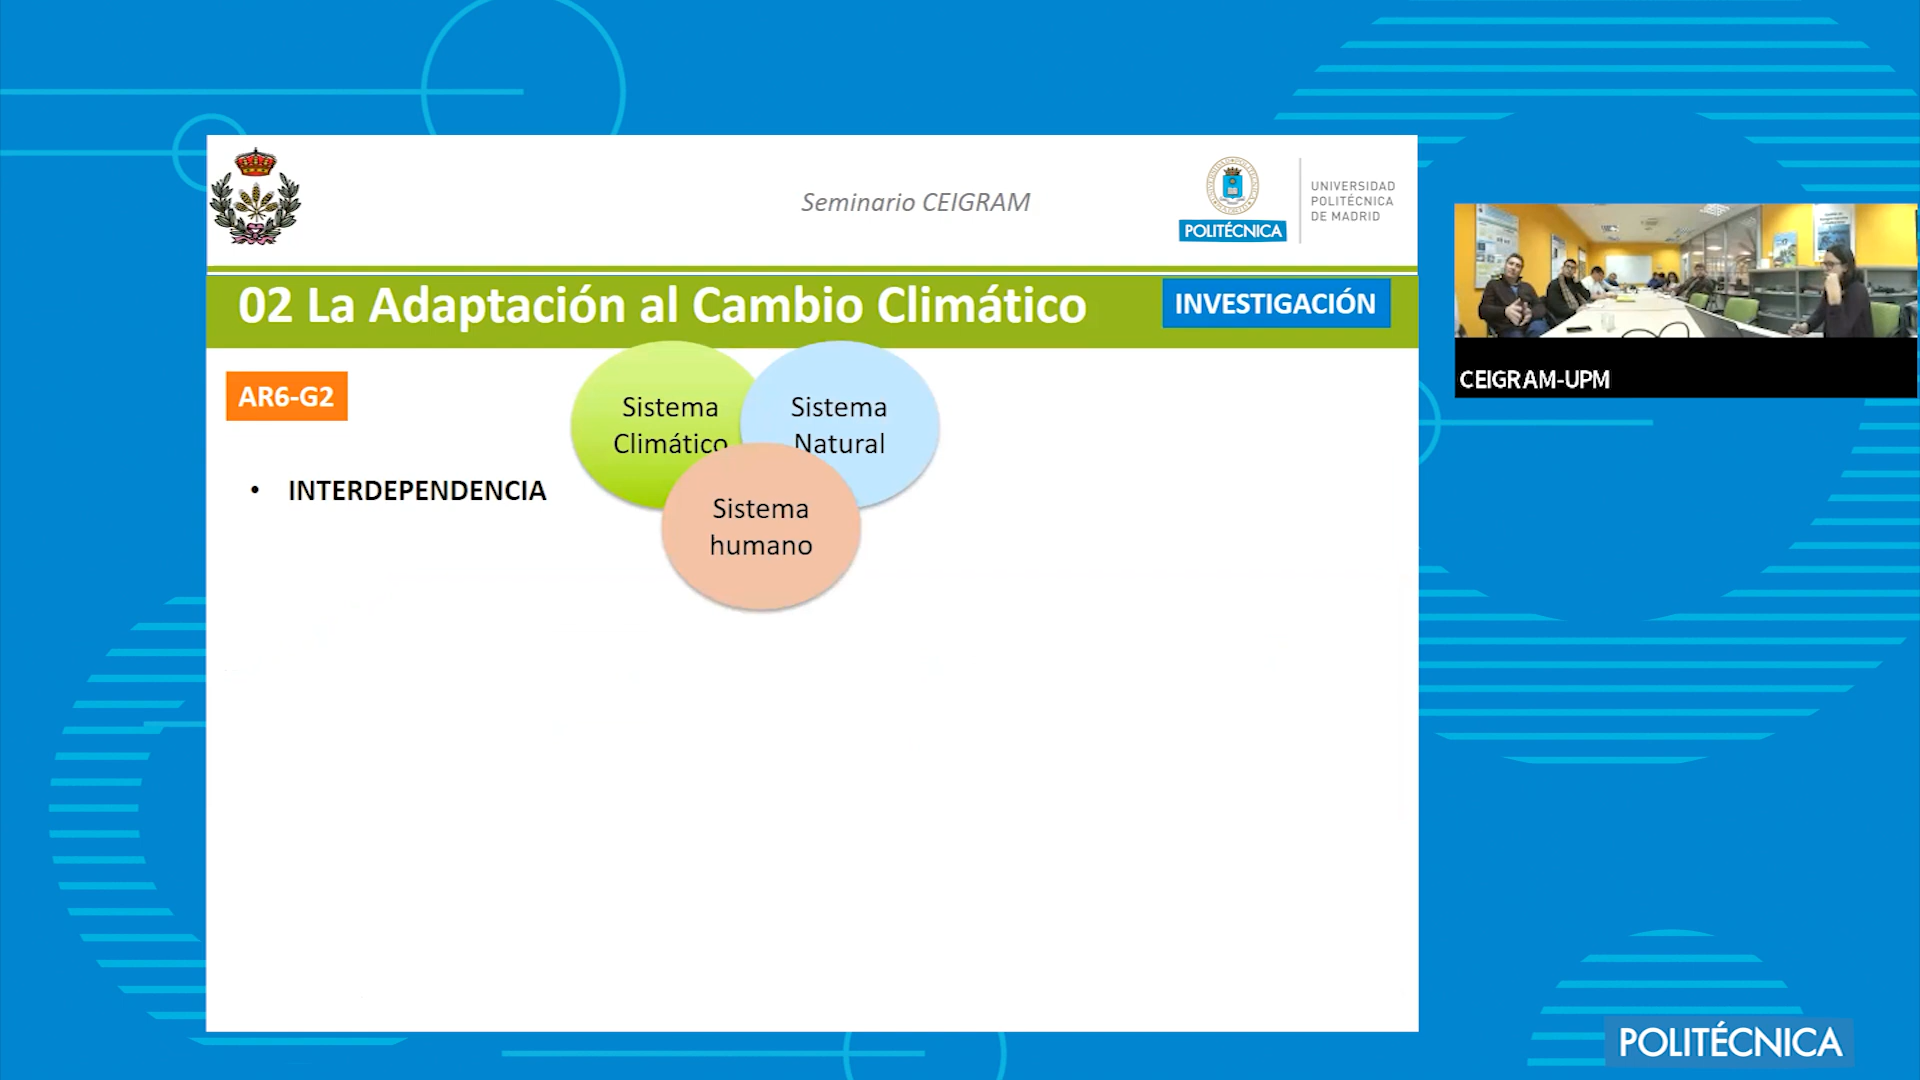 Seminario CEIGRAM
POLITÉCNICA
UNIVERSIDAD
POLITÉCNICA
DE MADRID
02 La Adaptación al Cambio Climático
INVESTIGACIÓN
AR6-G2
Sistema
Climático
Sistema
Natural
• INTERDEPENDENCIA
Sistema
humano
CEIGRAM-UPM
POLITÉCNICA